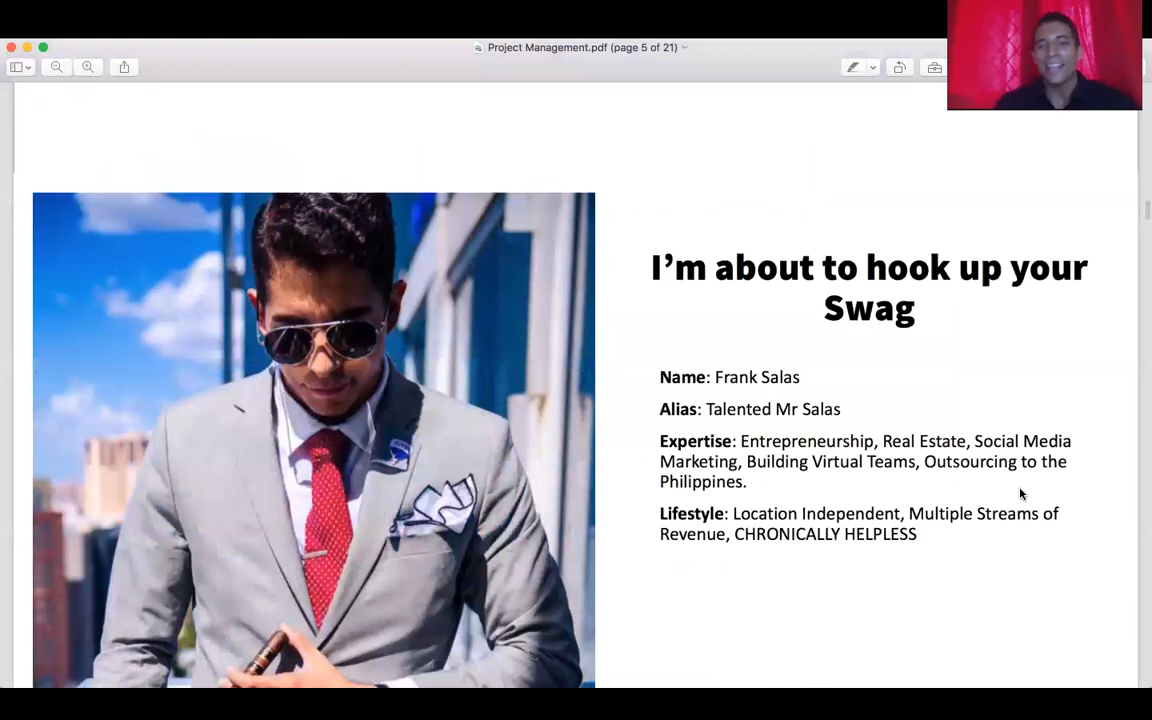 Project Management.pdf (page 5 of 21)
I'm about to hook up your
Swag
Name: Frank Salas
Alias: Talented Mr Salas
Expertise: Entrepreneurship, Real Estate, Social Media
Marketing, Building Virtual Teams, Outsourcing to the
Philippines.
Lifestyle: Location Independent, Multiple Streams of
Revenue, CHRONICALLY HELPLESS